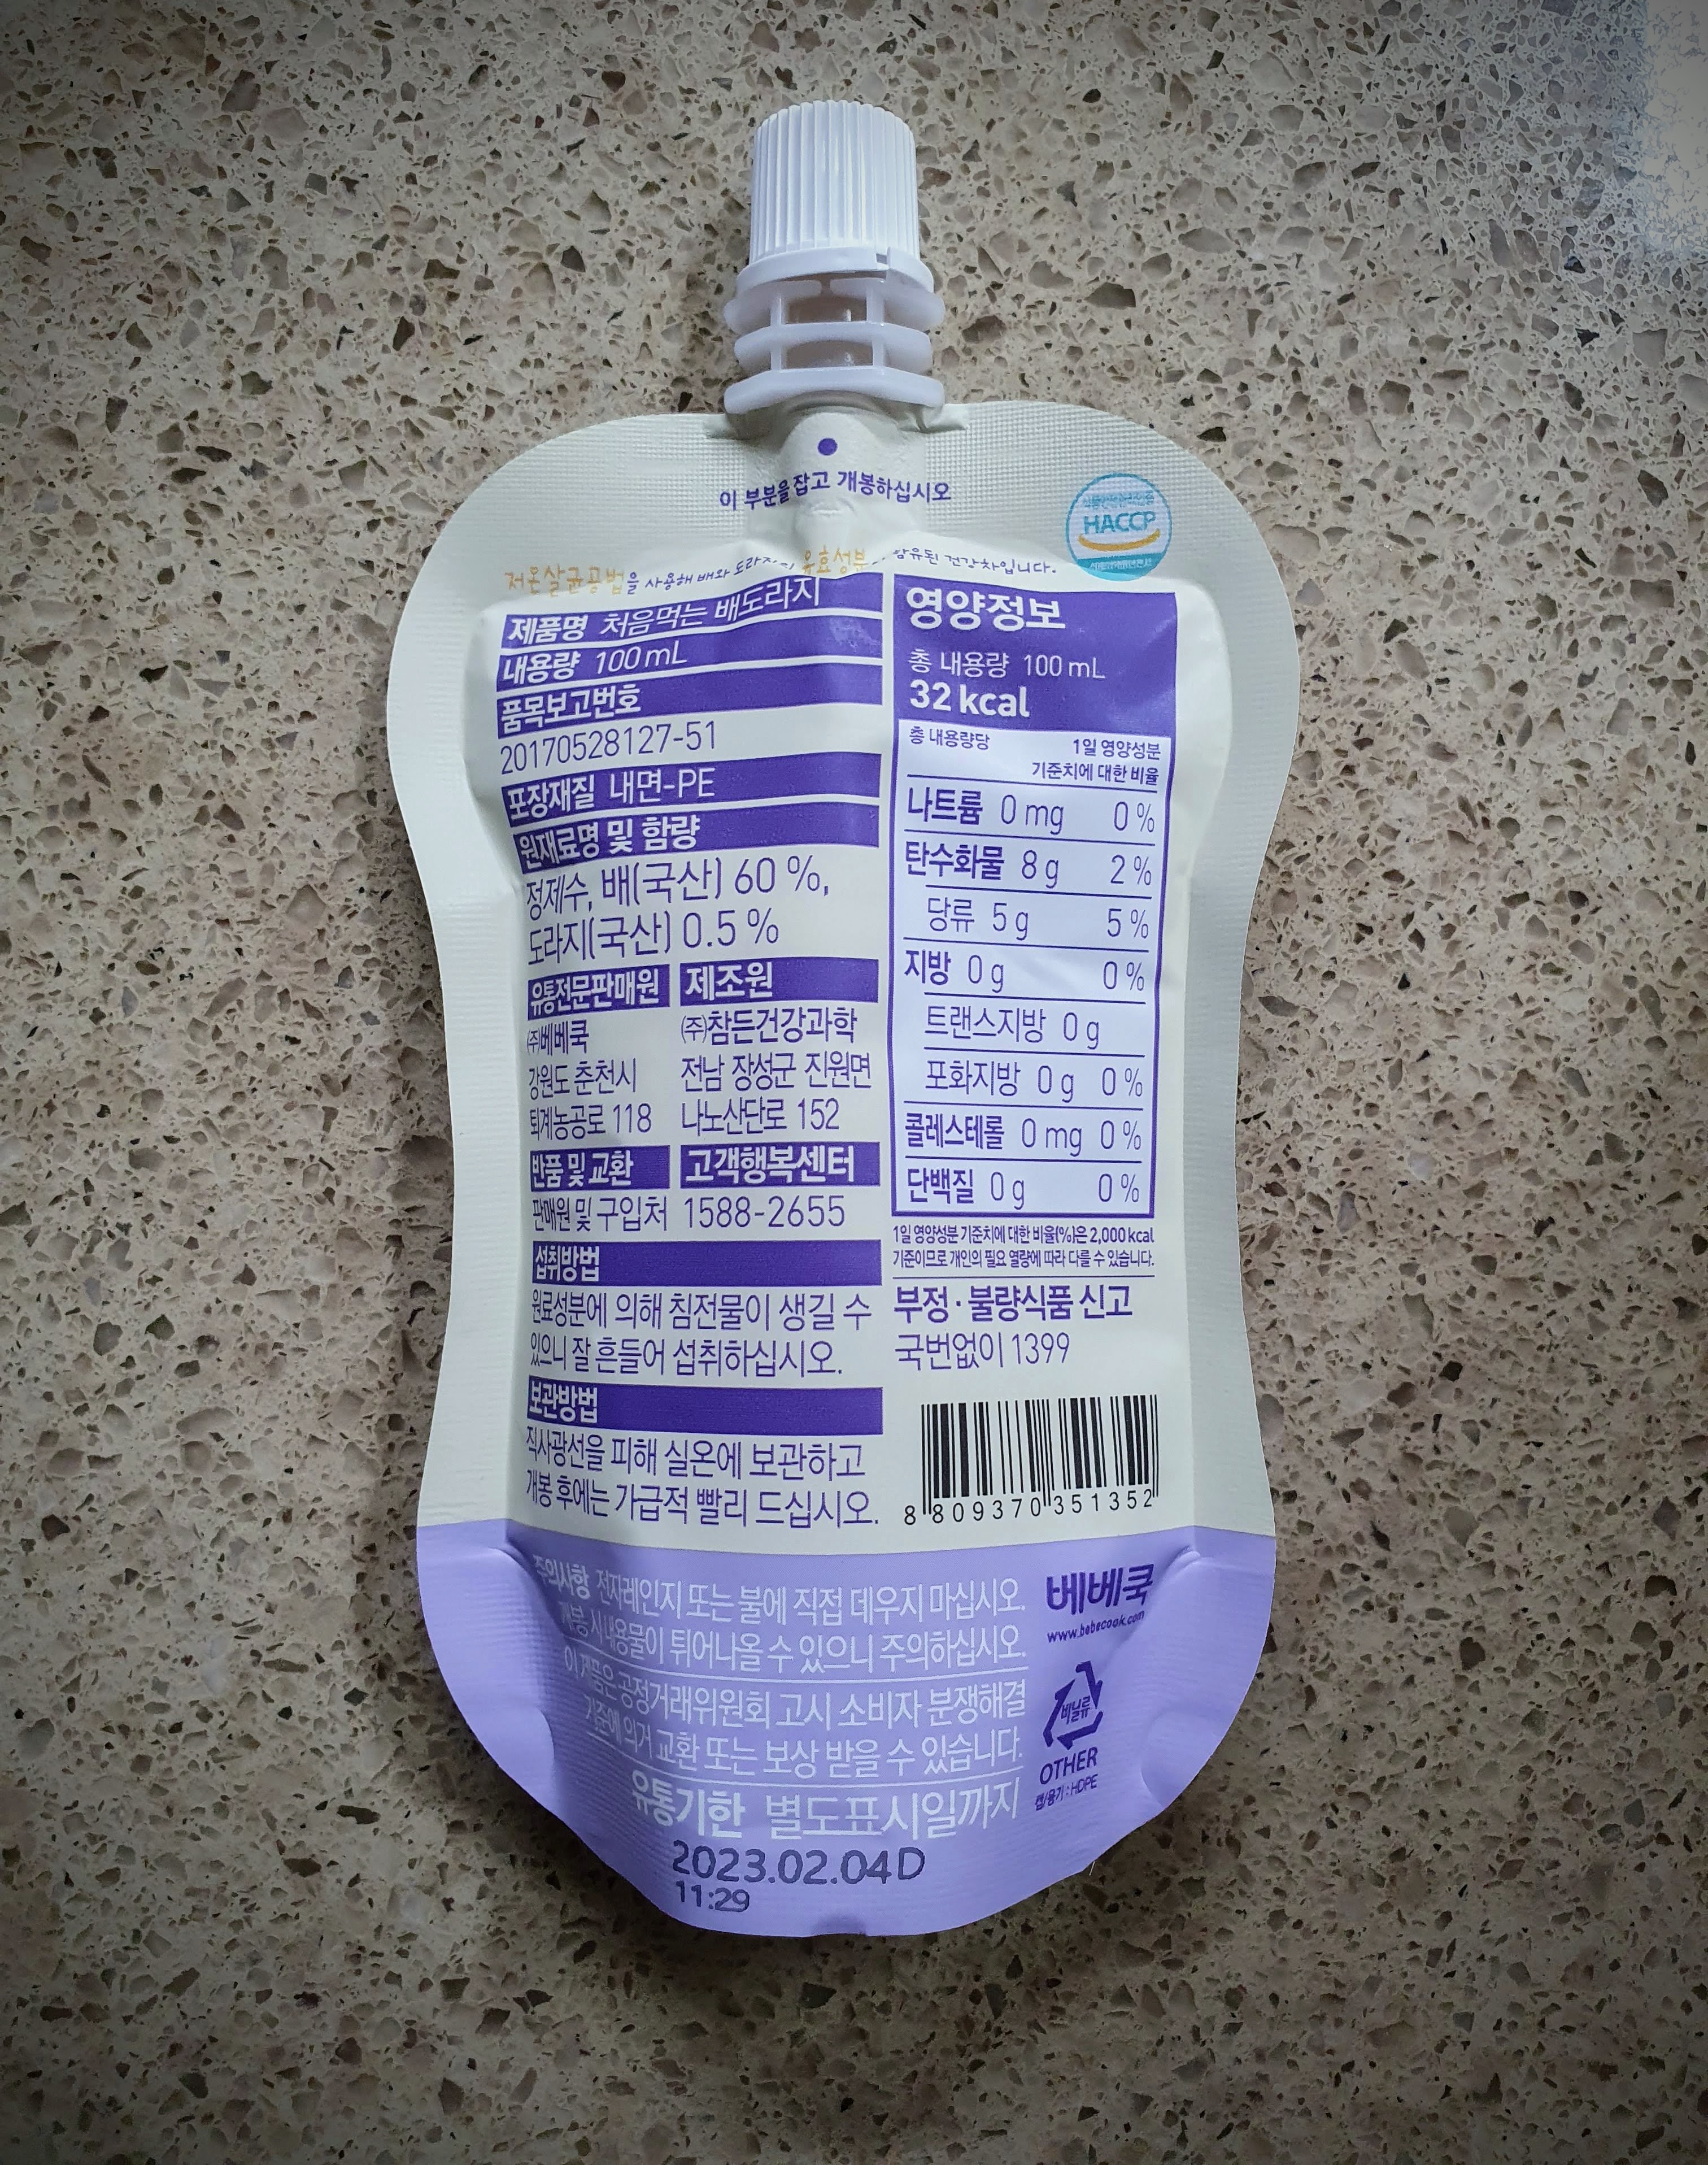 이 부분을 잡고 개봉하십시오
HACCP
저온살균공법을 사용해 배와 유효성분 함유된 건강차입니다.
제품명 처음먹는 배도라지
내용량 100 mL
품목보고번호
20170528127-51
포장재질 내면-PE
원재료명 및 함량
정제수, 배(국산) 60 %,
도라지(국산) 0.5 %
유통전문판매원
㈜베베쿡
강원도 춘천시
퇴계농공로 118
제조원
㈜참든건강과학
전남 장성군 진원면
나노산단로 152
반품 및 교환
판매원 및 구입처
고객행복센터
1588-2655
섭취방법
원료성분에 의해 침전물이 생길 수
있으니 잘 흔들어 섭취하십시오.
보관방법
직사광선을 피해 실온에 보관하고
개봉 후에는 가급적 빨리 드십시오.
영양정보
총 내용량 100 mL
32 kcal
총 내용량당 1일 영양성분
기준치에 대한 비율
나트륨 0 mg 0 %
탄수화물 8 g 2 %
당류 5 g 5 %
지방 0 g 0 %
트랜스지방 0 g
포화지방 0 g 0 %
콜레스테롤 0 mg 0 %
단백질 0 g 0 %
1일 영양성분 기준치에 대한 비율(%)은 2,000 kcal
기준이므로 개인의 필요 열량에 따라 다를 수 있습니다.
부정·불량식품 신고
국번없이 1399
8 809370 351352
주의사항 전자레인지 또는 불에 직접 데우지 마십시오.
개봉 시 내용물이 튀어나올 수 있으니 주의하십시오.
이 제품은 공정거래위원회 고시 소비자 분쟁해결
기준에 의거 교환 또는 보상 받을 수 있습니다.
유통기한 별도표시일까지
2023.02.04 D
11:29
베베쿡
www.bebecook.com
비닐류
OTHER
캡/용기 : HDPE